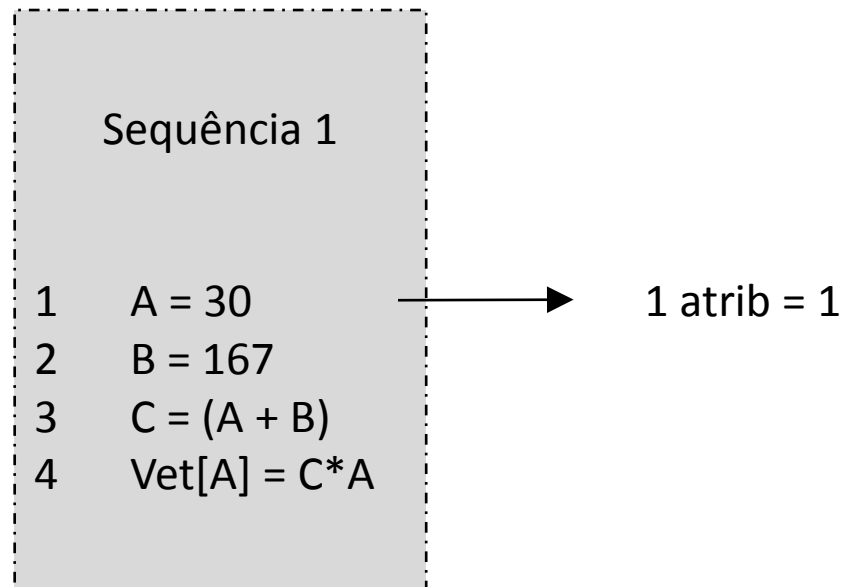 Sequência 1
1 A = 30 1 atrib = 1
2 B = 167
3 C = (A + B)
4 Vet[A] = C*A